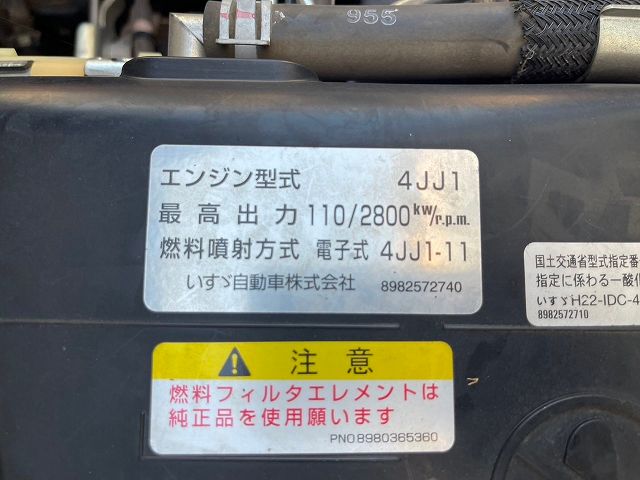 955
エンジン型式 4JJ1
最高出力 110/2800kW/r.p.m.
燃料噴射方式 電子式 4JJ1-11
いすゞ自動車株式会社 8982572740
国土交通省型式指定番
指定に係わる一酸化
いすゞH22-IDC-4
8982572710
注意
燃料フィルタエレメントは
純正品を使用願います
PNO8980365360